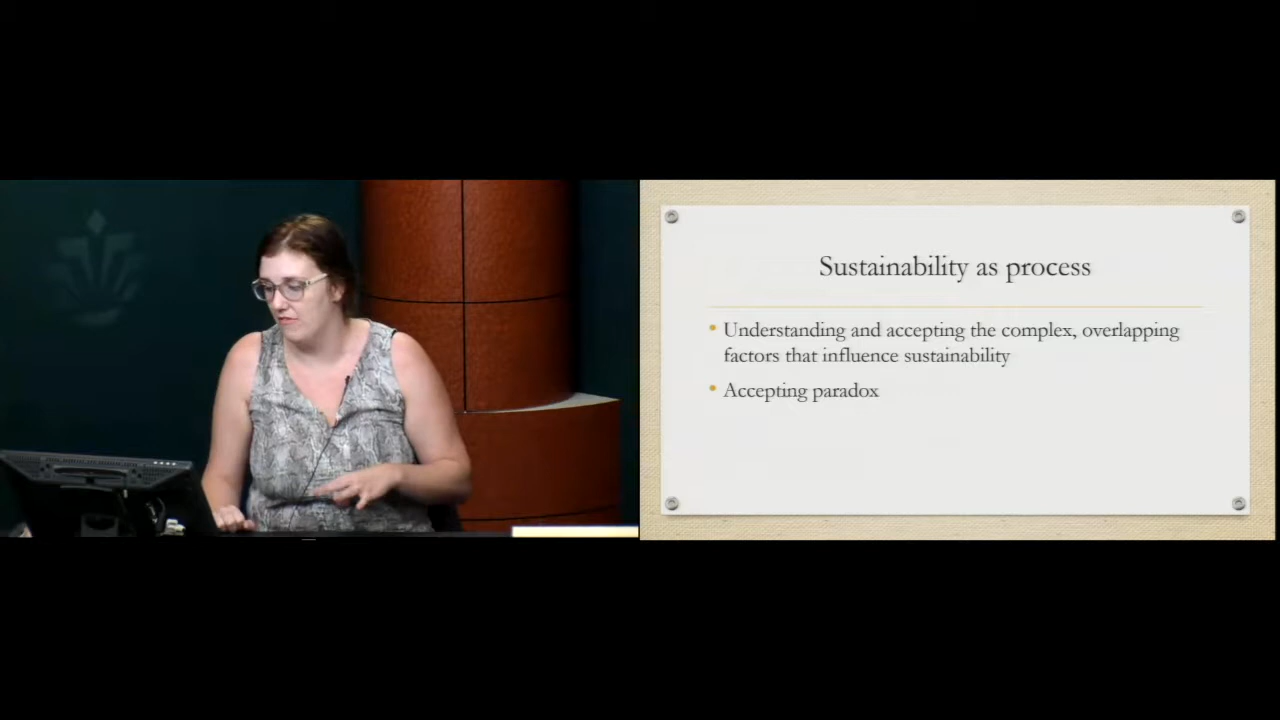 Sustainability as process
Understanding and accepting the complex, overlapping
factors that influence sustainability
Accepting paradox